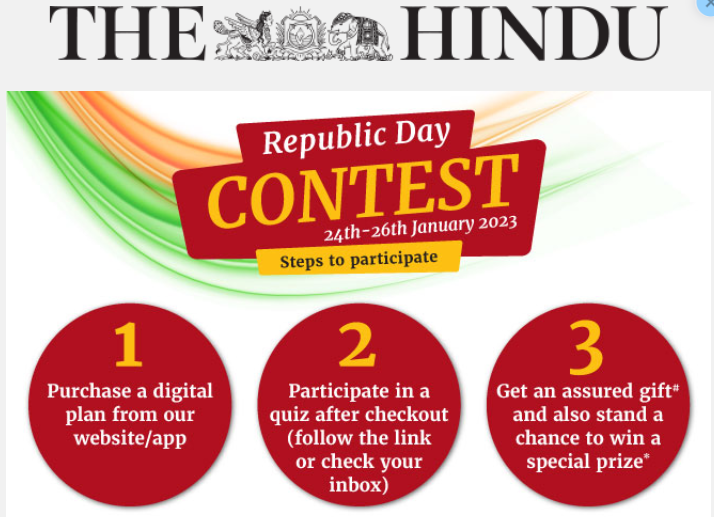 THE HINDU
Republic Day
CONTEST
24th-26th January 2023
Steps to participate
1
Purchase a digital
plan from our
website/app
2
Participate in a
quiz after checkout
(follow the link
or check your
inbox)
3
Get an assured gift#
and also stand a
chance to win a
special prize*